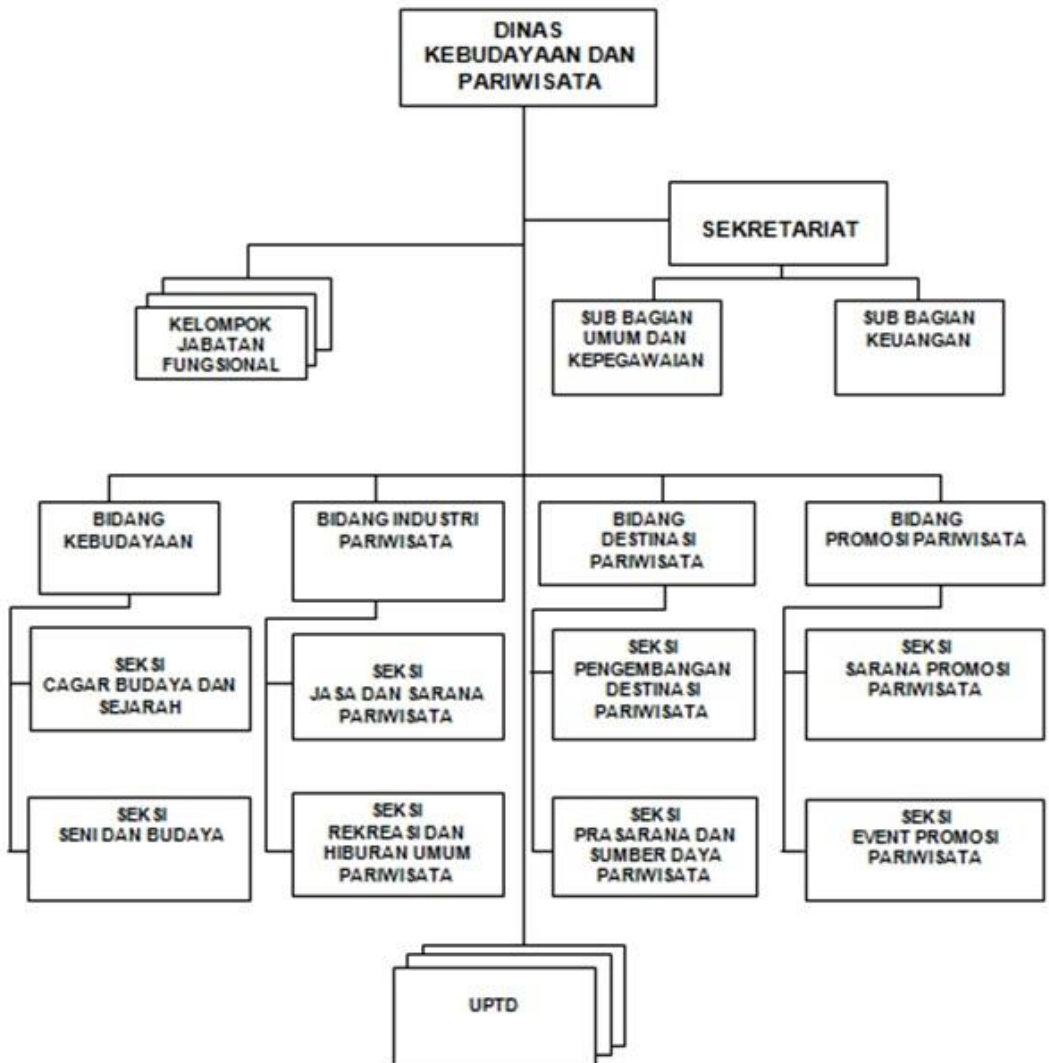 DINAS
KEBUDAYAAN DAN
PARIWISATA
SEKRETARIAT
KELOMPOK
JABATAN
FUNGSIONAL
SUB BAGIAN
UMUM DAN
KEPEGAWAIAN
SUB BAGIAN
KEUANGAN
BIDANG
KEBUDAYAAN
BIDANG INDUSTRI
PARIWISATA
BIDANG
DESTINASI
PARIWISATA
BIDANG
PROMOSI PARIWISATA
SEKSI
CAGAR BUDAYA DAN
SEJARAH
SEKSI
JASA DAN SARANA
PARIWISATA
SEKSI
PENGEMBANGAN
DESTINASI
PARIWISATA
SEKSI
SARANA PROMOSI
PARIWISATA
SEKSI
SENI DAN BUDAYA
SEKSI
REKREASI DAN
HIBURAN UMUM
PARIWISATA
SEKSI
PRASARANA DAN
SUMBER DAYA
PARIWISATA
SEKSI
EVENT PROMOSI
PARIWISATA
UPTD